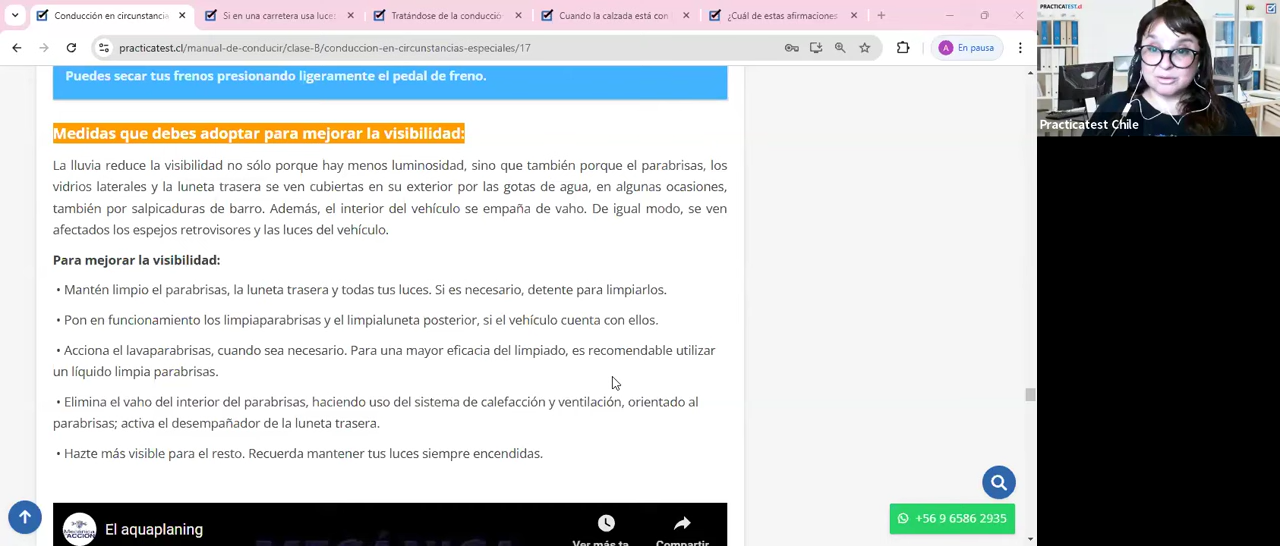 Conducción en circunstancia
Si en una carretera usa luce
Tratándose de la conducció
Cuando la calzada está con
¿Cuál de estas afirmaciones
practicatest.cl/manual-de-conducir/clase-B/conduccion-en-circunstancias-especiales/17
A En pausa
PRACTICATEST.CL
Practicatest Chile
Puedes secar tus frenos presionando ligeramente el pedal de freno.
Medidas que debes adoptar para mejorar la visibilidad:
La lluvia reduce la visibilidad no sólo porque hay menos luminosidad, sino que también porque el parabrisas, los
vidrios laterales y la luneta trasera se ven cubiertas en su exterior por las gotas de agua, en algunas ocasiones,
también por salpicaduras de barro. Además, el interior del vehículo se empaña de vaho. De igual modo, se ven
afectados los espejos retrovisores y las luces del vehículo.
Para mejorar la visibilidad:
• Mantén limpio el parabrisas, la luneta trasera y todas tus luces. Si es necesario, detente para limpiarlos.
• Pon en funcionamiento los limpiaparabrisas y el limpialuneta posterior, si el vehículo cuenta con ellos.
• Acciona el lavaparabrisas, cuando sea necesario. Para una mayor eficacia del limpiado, es recomendable utilizar
un líquido limpia parabrisas.
• Elimina el vaho del interior del parabrisas, haciendo uso del sistema de calefacción y ventilación, orientado al
parabrisas; activa el desempañador de la luneta trasera.
• Hazte más visible para el resto. Recuerda mantener tus luces siempre encendidas.
+56 9 6586 2935
Mecánica
ACCIÓN
El aquaplaning
MECÁNICA
Ver más ta
Compartir